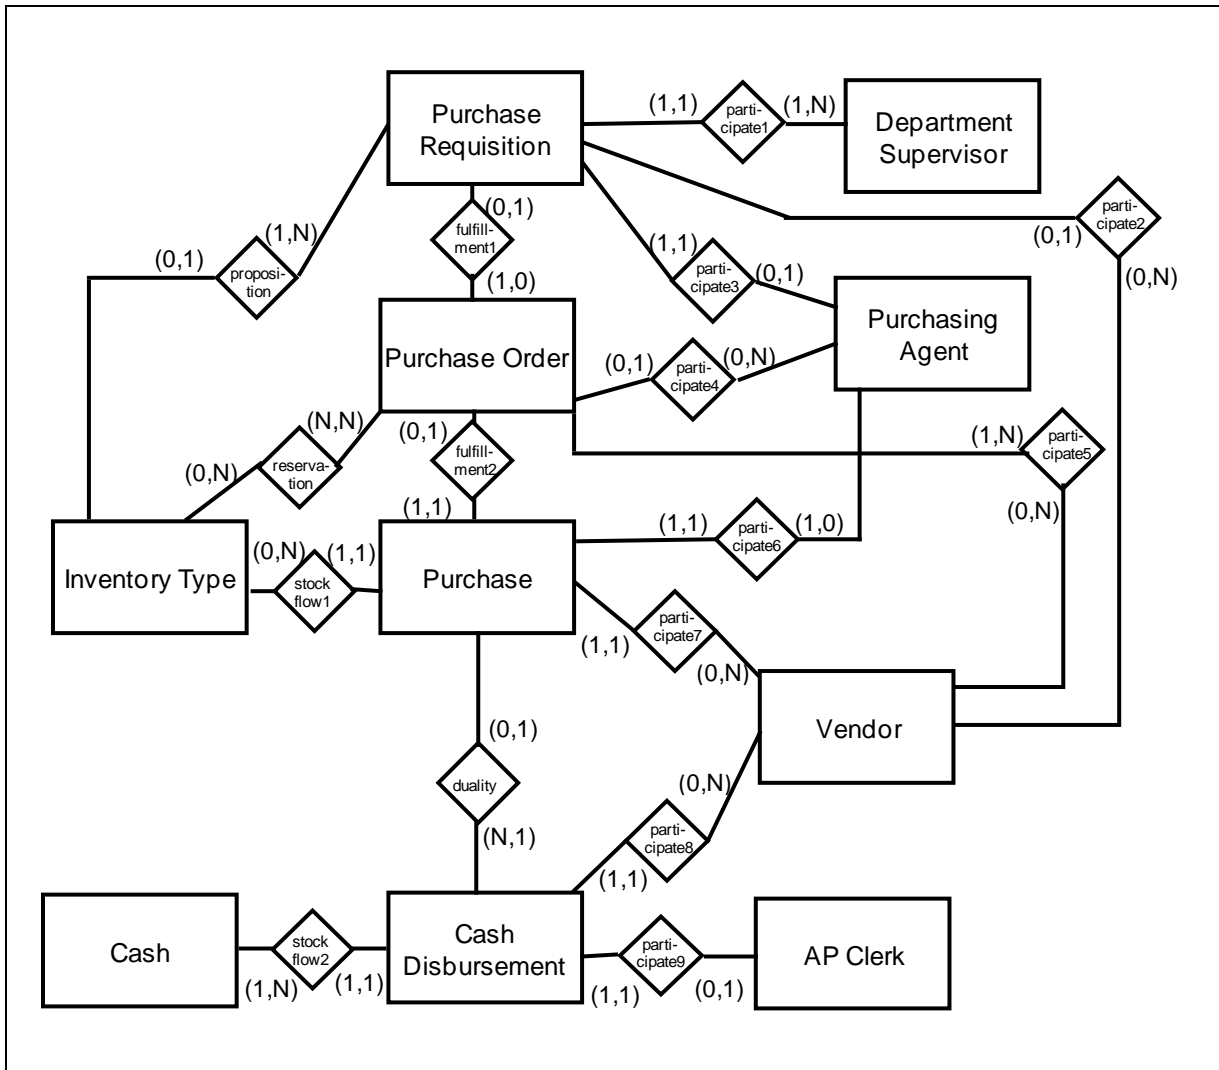 Purchase
Requisition
(1,1)
parti-
cipate1
(1,N)
Department
Supervisor
(0,1)
fulfill-
ment1
(1,0)
(0,1)
proposi-
tion
(1,N)
(1,1)
parti-
cipate3
(0,1)
(0,1)
parti-
cipate2
(0,N)
Purchase Order
(0,1)
parti-
cipate4
(0,N)
Purchasing
Agent
(0,N)
reserva-
tion
(N,N)
(0,1)
fulfill-
ment2
(1,1)
(1,N)
parti-
cipate5
(0,N)
Inventory Type
(0,N)
stock
flow1
(1,1)
Purchase
(1,1)
parti-
cipate6
(1,0)
(1,1)
parti-
cipate7
(0,N)
Vendor
(0,1)
duality
(N,1)
(0,N)
parti-
cipate8
(1,1)
Cash
(1,N)
stock
flow2
(1,1)
Cash
Disbursement
(1,1)
parti-
cipate9
(0,1)
AP Clerk